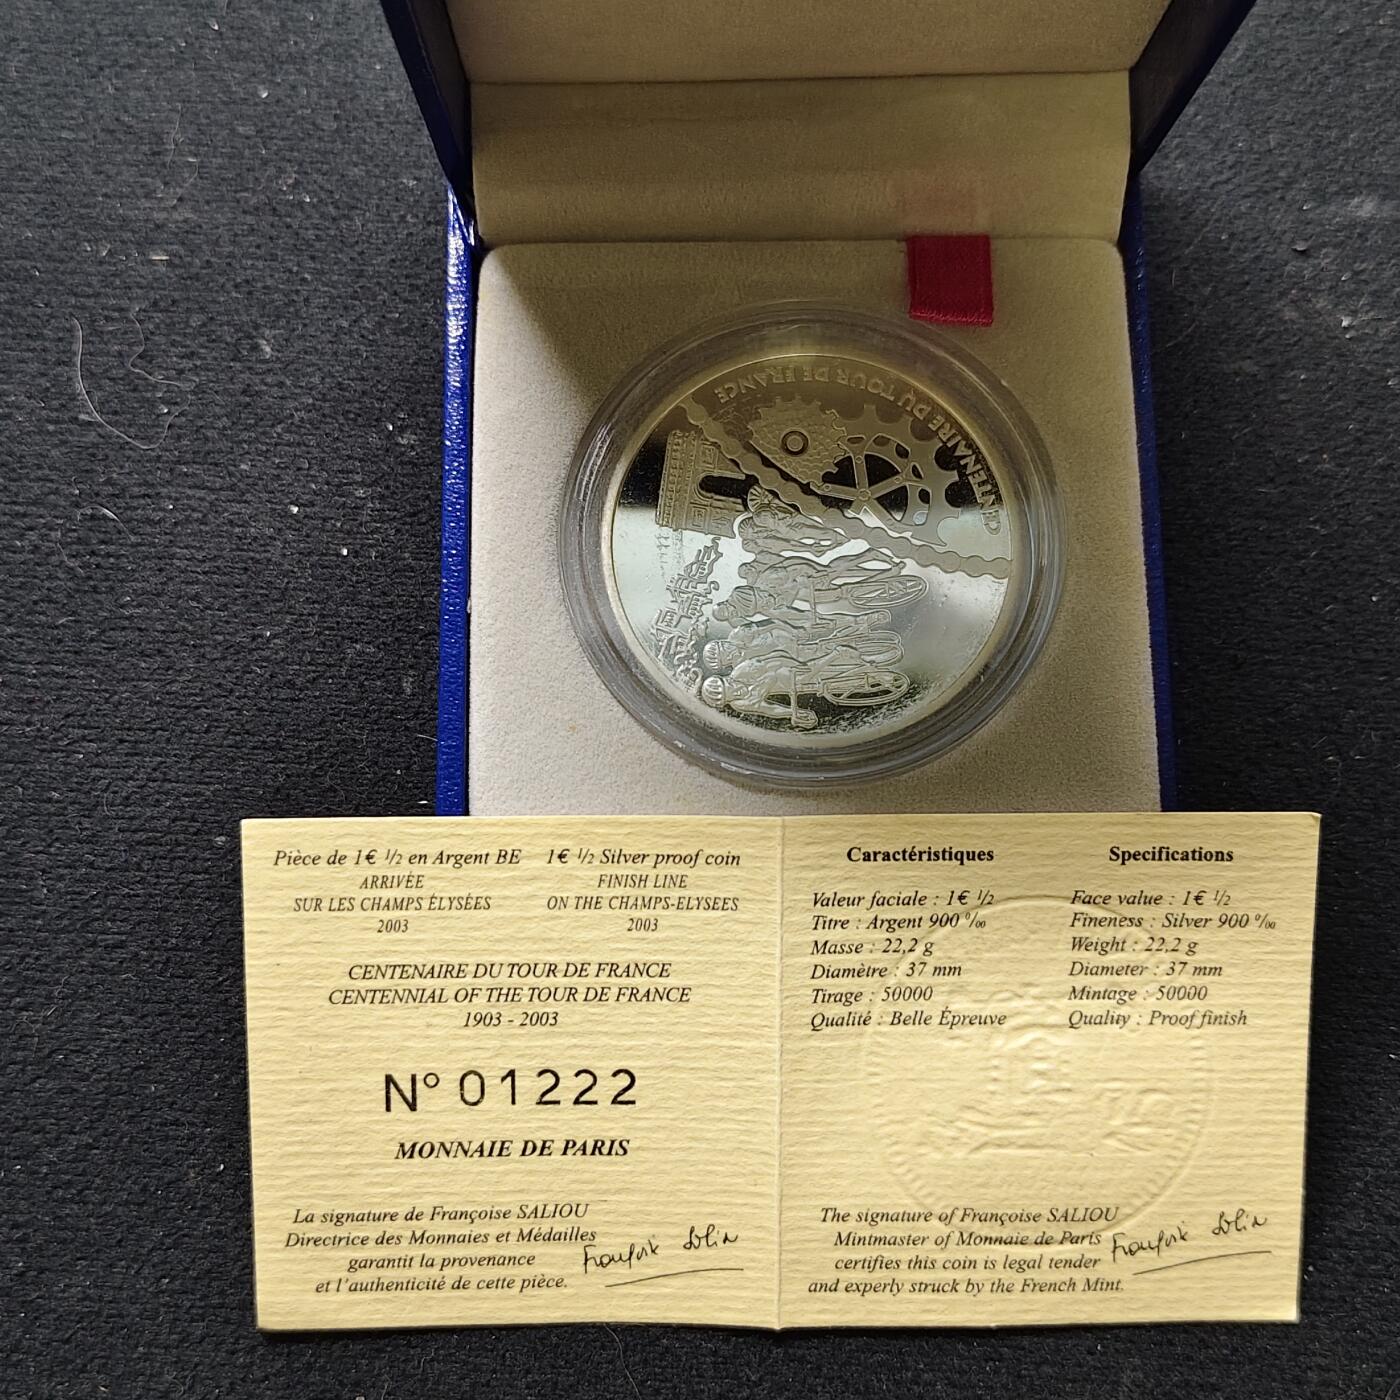 CENTENAIRE DU TOUR DE FRANCE
Pièce de 1€ ½ en Argent BE
ARRIVÉE
SUR LES CHAMPS ÉLYSÉES
2003
1€ ½ Silver proof coin
FINISH LINE
ON THE CHAMPS-ELYSEES
2003
CENTENAIRE DU TOUR DE FRANCE
CENTENNIAL OF THE TOUR DE FRANCE
1903 - 2003
N° 01222
MONNAIE DE PARIS
La signature de Françoise SALIOU
Directrice des Monnaies et Médailles
garantit la provenance
et l'authenticité de cette pièce.
Caractéristiques
Valeur faciale : 1€ ½
Titre : Argent 900 ‰
Masse : 22,2 g
Diamètre : 37 mm
Tirage : 50000
Qualité : Belle Épreuve
Specifications
Face value : 1€ ½
Fineness : Silver 900 ‰
Weight : 22,2 g
Diameter : 37 mm
Mintage : 50000
Quality : Proof finish
The signature of Françoise SALIOU
Mintmaster of Monnaie de Paris
certifies this coin is legal tender
and experly struck by the French Mint.